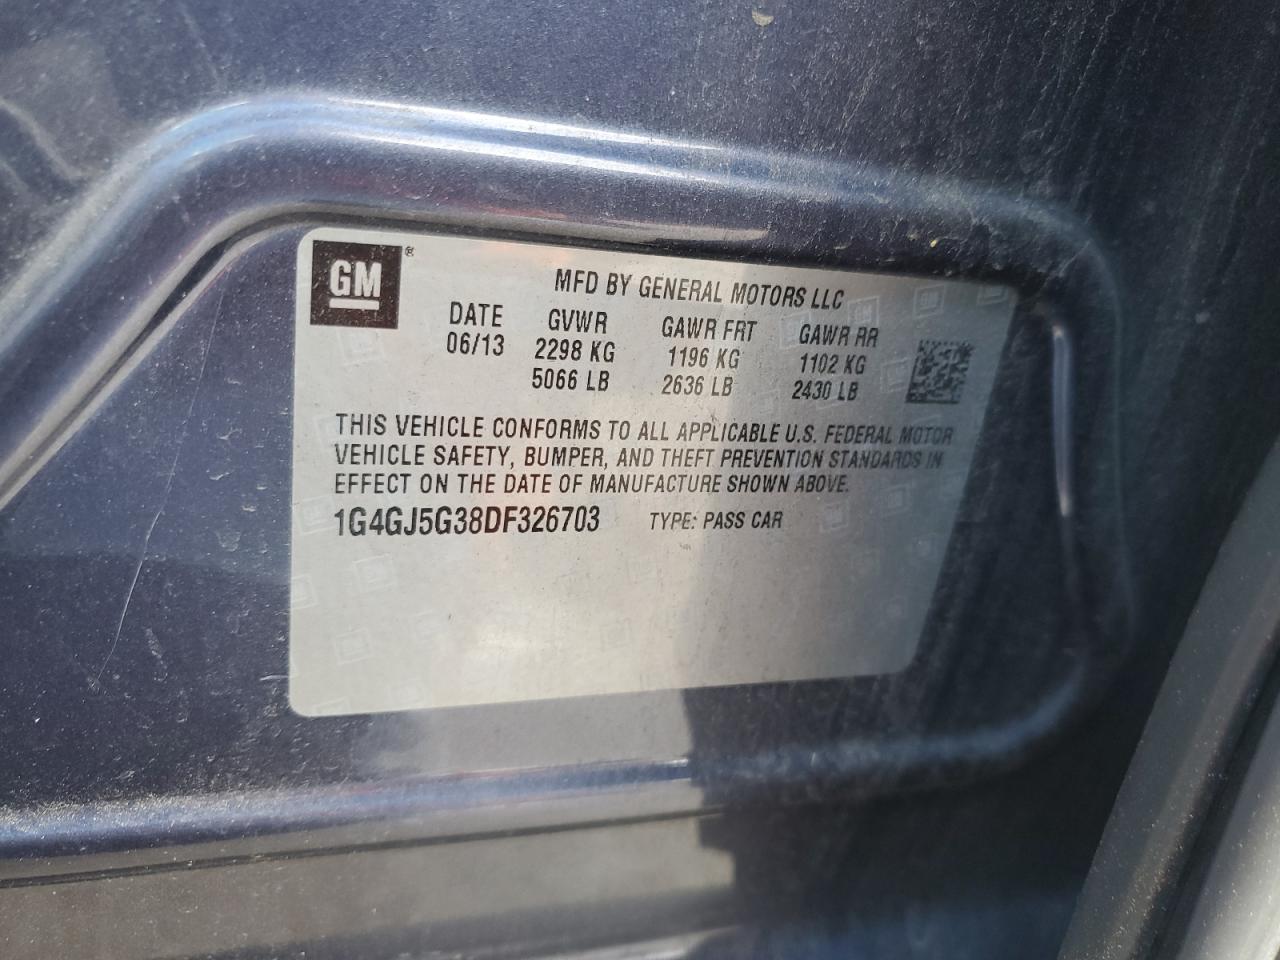 GM ®
MFD BY GENERAL MOTORS LLC
DATE GVWR GAWR FRT GAWR RR
06/13 2298 KG 1196 KG 1102 KG
5066 LB 2636 LB 2430 LB
THIS VEHICLE CONFORMS TO ALL APPLICABLE U.S. FEDERAL MOTOR
VEHICLE SAFETY, BUMPER, AND THEFT PREVENTION STANDARDS IN
EFFECT ON THE DATE OF MANUFACTURE SHOWN ABOVE.
1G4GJ5G38DF326703 TYPE: PASS CAR